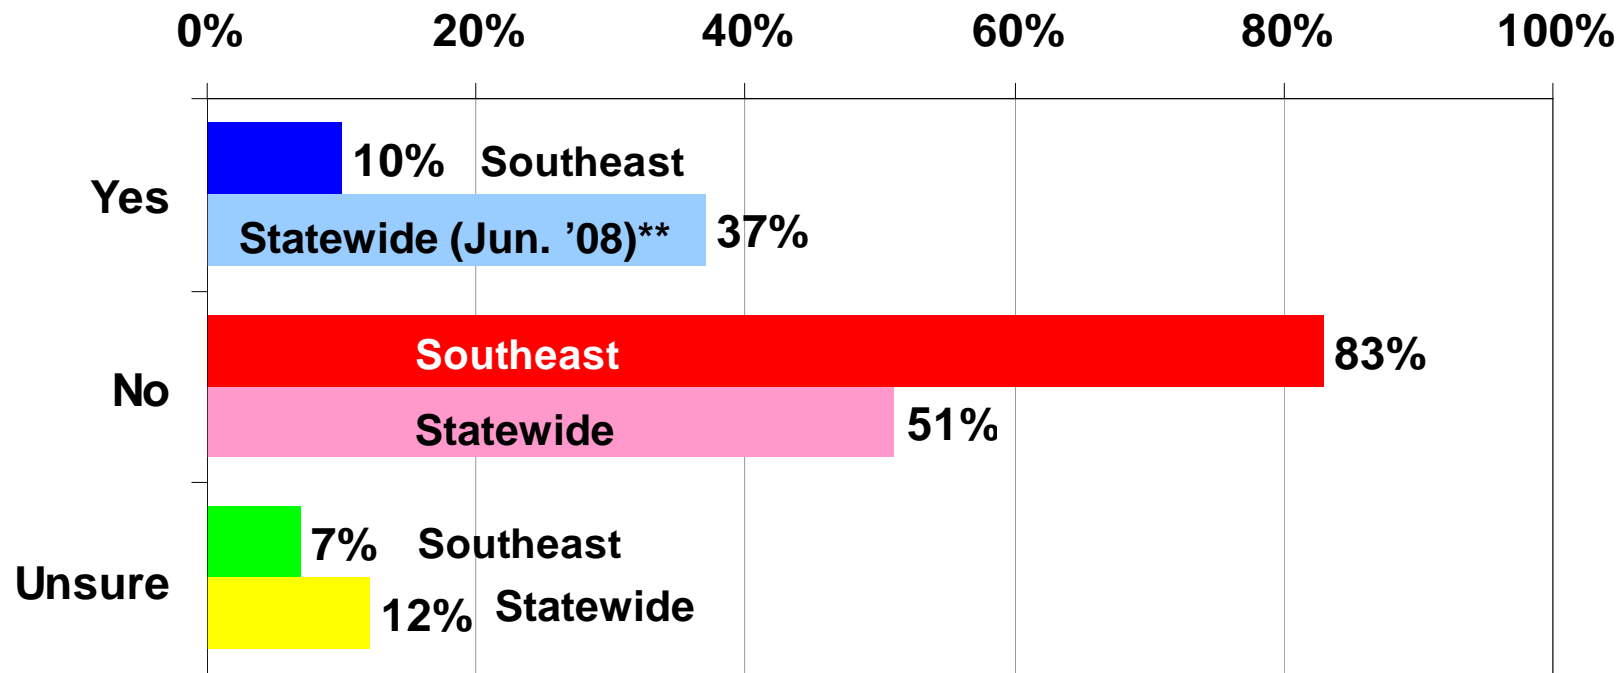 0% 20% 40% 60% 80% 100%
10% Southeast
Yes
Statewide (Jun. ’08)** 37%
Southeast 83%
No
Statewide 51%
7% Southeast
Unsure
12% Statewide